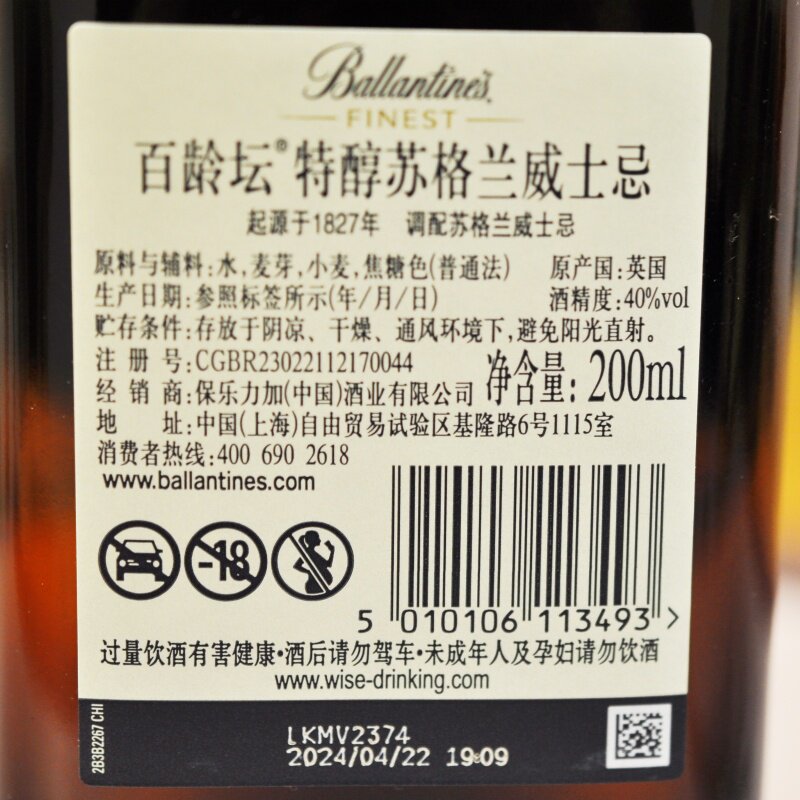 Ballantine's
FINEST
百龄坛®特醇苏格兰威士忌
起源于1827年 调配苏格兰威士忌
原料与辅料:水,麦芽,小麦,焦糖色(普通法) 原产国:英国
生产日期:参照标签所示(年/月/日) 酒精度:40%vol
贮存条件:存放于阴凉、干燥、通风环境下,避免阳光直射。
注册号:CGBR23022112170044
经销商:保乐力加(中国)酒业有限公司 净含量:200ml
地址:中国(上海)自由贸易试验区基隆路6号1115室
消费者热线:400 690 2618
www.ballantines.com
-18
5 010106 113493 >
过量饮酒有害健康•酒后请勿驾车•未成年人及孕妇请勿饮酒
www.wise-drinking.com
2B3B2267 CHI
LKMV2374
2024/04/22 19:09